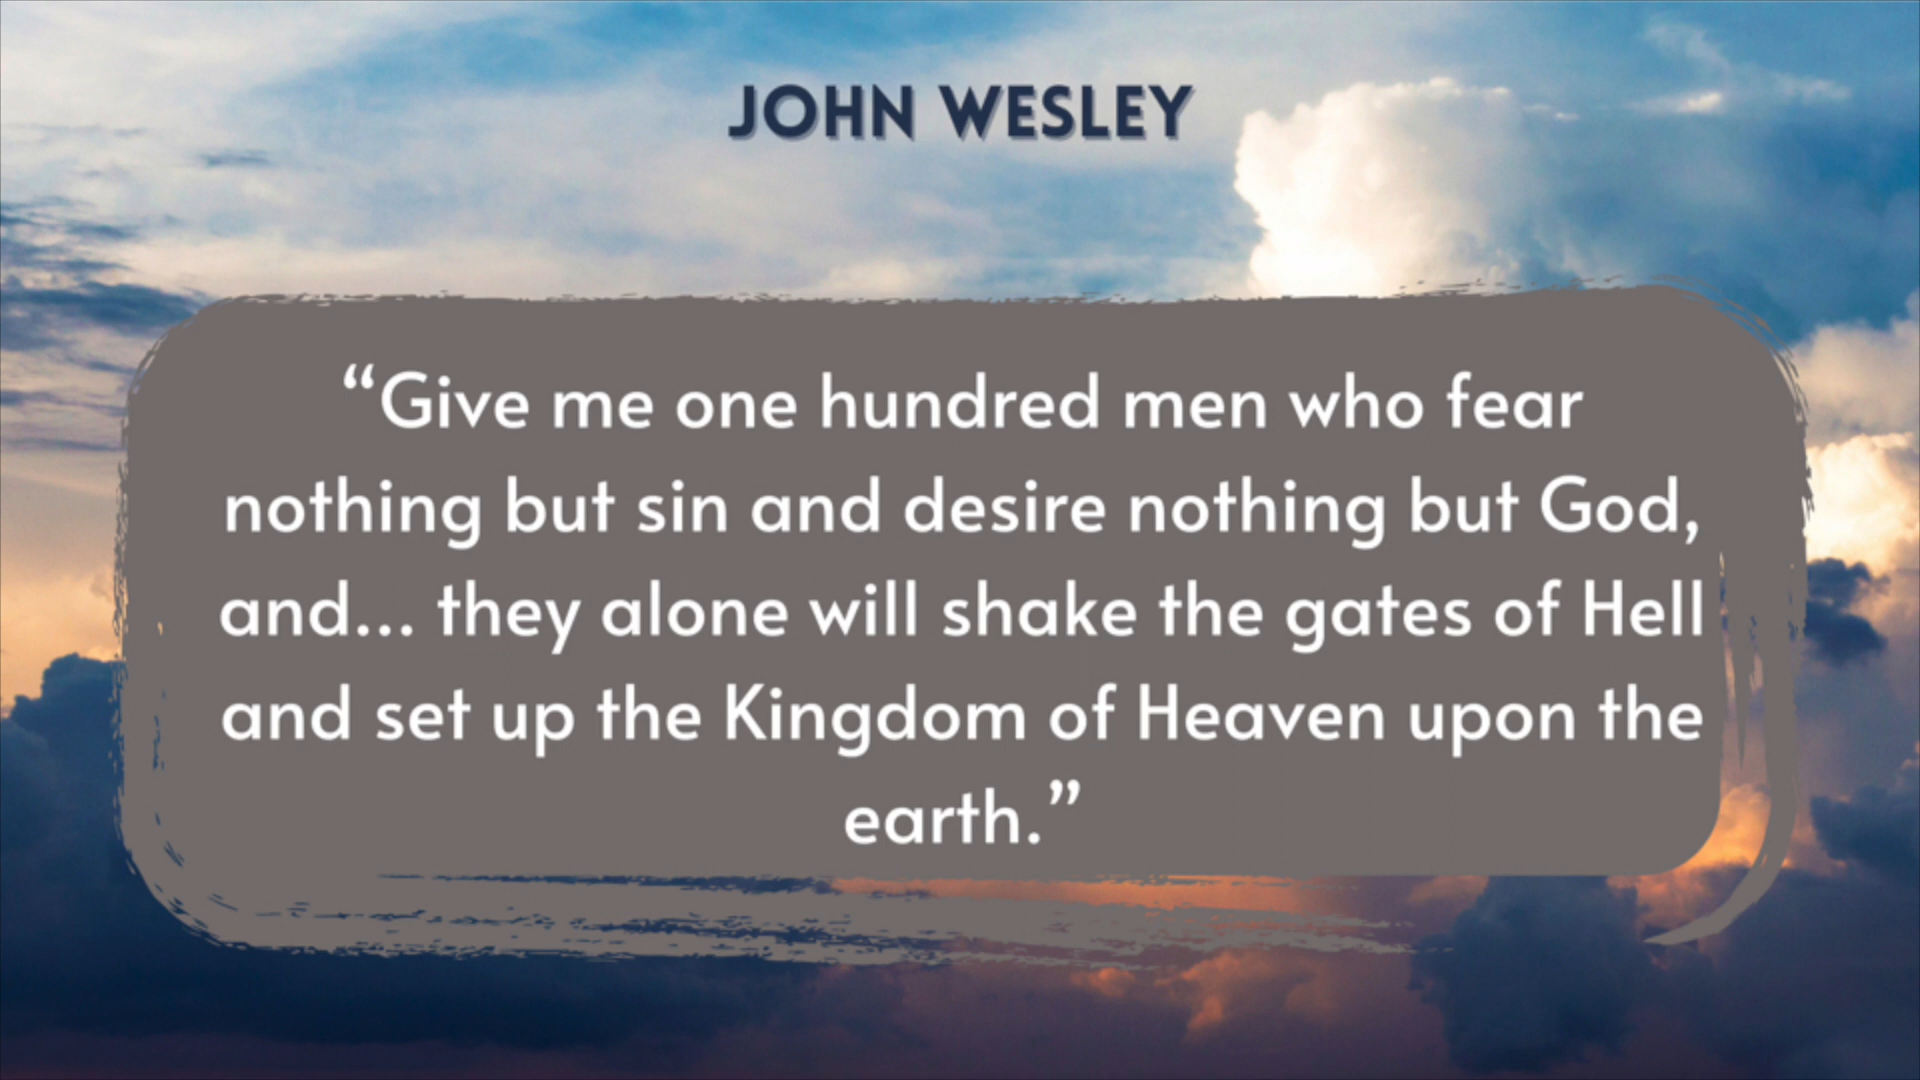 JOHN WESLEY
“Give me one hundred men who fear
nothing but sin and desire nothing but God,
and... they alone will shake the gates of Hell
and set up the Kingdom of Heaven upon the
earth.”